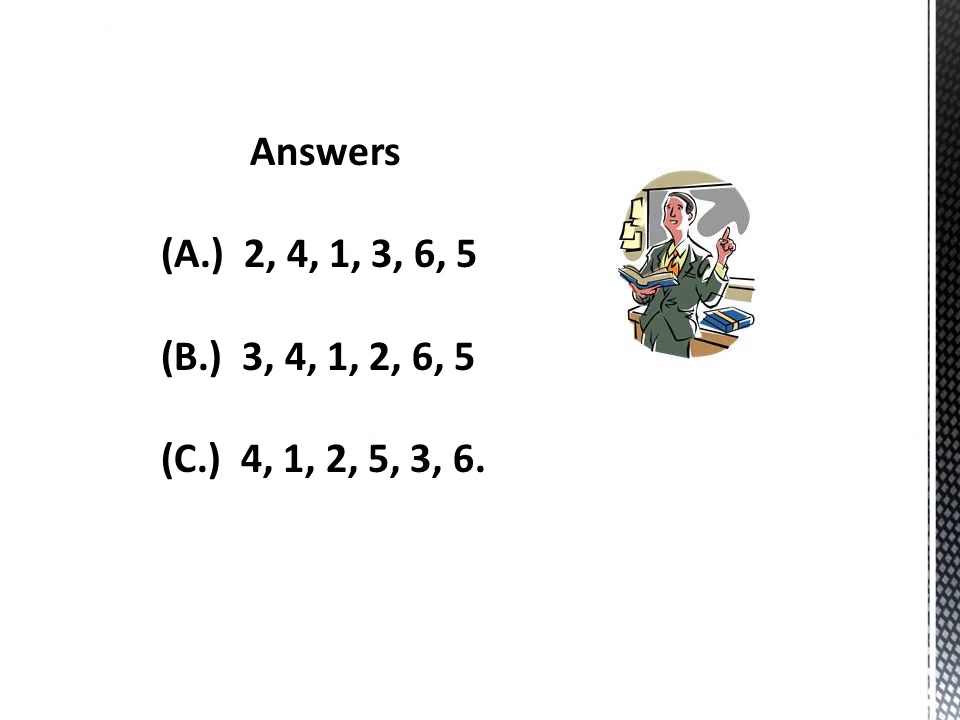 Answers
(A.) 2, 4, 1, 3, 6, 5
(B.) 3, 4, 1, 2, 6, 5
(C.) 4, 1, 2, 5, 3, 6.